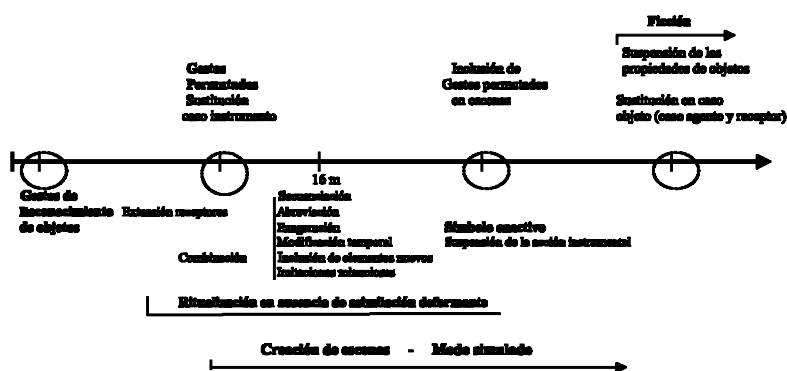 Ficción
Suspensión de las
propiedades de objetos
Gestos
Permutados
Sustitución
caso instrumento
Inclusión de
Gestos permutados
en escenas
Sustitución en caso
objeto (caso agente y receptor)
16 m
Gestos de
Reconocimiento
de objetos
Extensión receptores
Combinación
Secuenciación
Abreviación
Exageración
Modificación temporal
Inclusión de elementos nuevos
Imitaciones
Símbolo enactivo
Suspensión de la acción instrumental
Ritualización en ausencia de estimulación deformante
Creación de escenas - Modo simulado